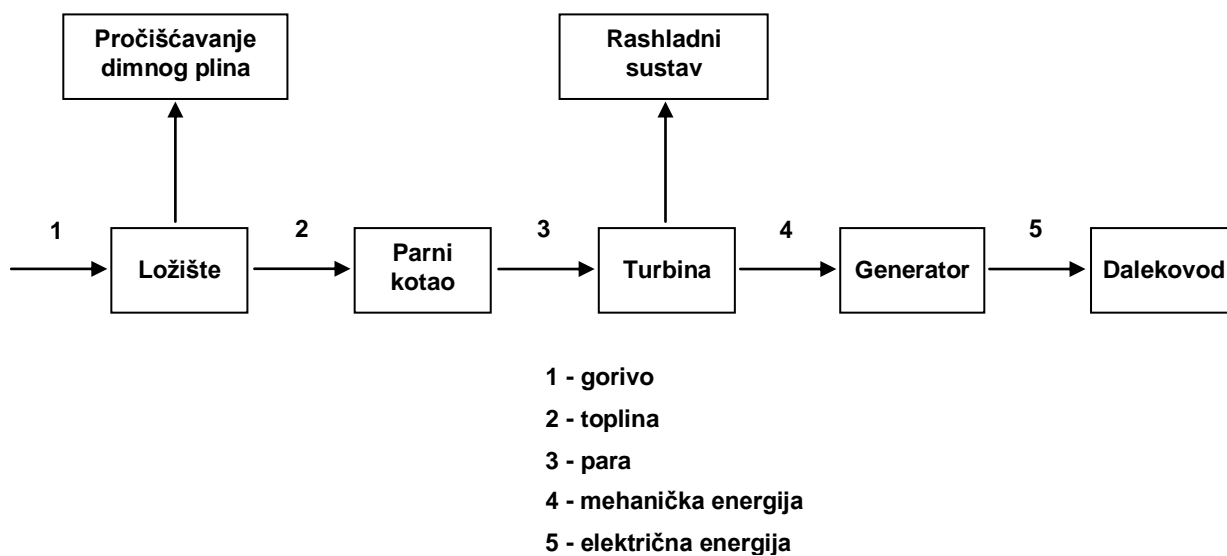 Pročišćavanje
dimnog plina
Rashladni
sustav
1
2
3
4
5
Ložište
Parni
kotao
Turbina
Generator
Dalekovod
1 - gorivo
2 - toplina
3 - para
4 - mehanička energija
5 - električna energija